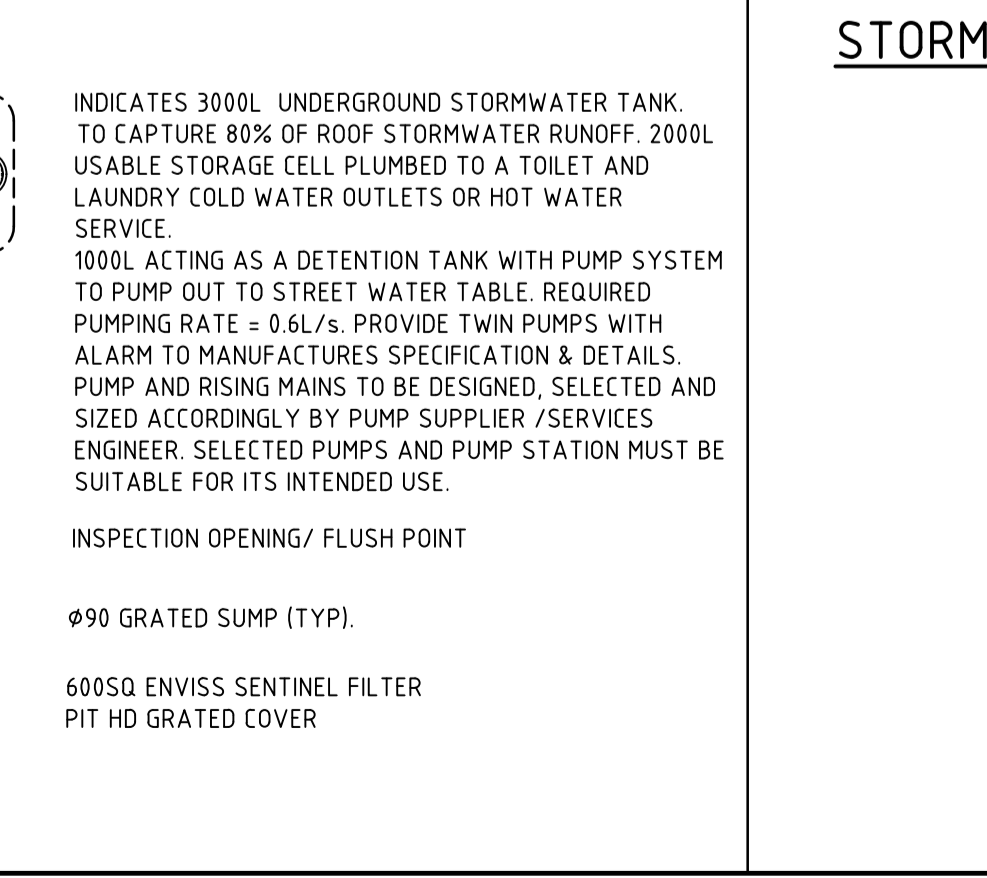 STORM
INDICATES 3000L UNDERGROUND STORMWATER TANK.
TO CAPTURE 80% OF ROOF STORMWATER RUNOFF. 2000L
USABLE STORAGE CELL PLUMBED TO A TOILET AND
LAUNDRY COLD WATER OUTLETS OR HOT WATER
SERVICE.
1000L ACTING AS A DETENTION TANK WITH PUMP SYSTEM
TO PUMP OUT TO STREET WATER TABLE. REQUIRED
PUMPING RATE = 0.6L/s. PROVIDE TWIN PUMPS WITH
ALARM TO MANUFACTURES SPECIFICATION & DETAILS.
PUMP AND RISING MAINS TO BE DESIGNED, SELECTED AND
SIZED ACCORDINGLY BY PUMP SUPPLIER /SERVICES
ENGINEER. SELECTED PUMPS AND PUMP STATION MUST BE
SUITABLE FOR ITS INTENDED USE.
INSPECTION OPENING/ FLUSH POINT
Ø90 GRATED SUMP (TYP).
600SQ ENVISS SENTINEL FILTER
PIT HD GRATED COVER